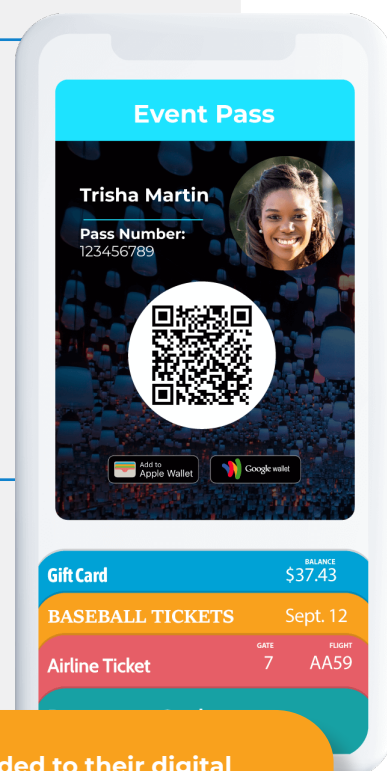 Event Pass
Trisha Martin
Pass Number:
123456789
Add to
Apple Wallet
Google wallet
Gift Card
BALANCE
$37.43
BASEBALL TICKETS
Sept. 12
Airline Ticket
GATE
7
FLIGHT
AA59
ded to their digital